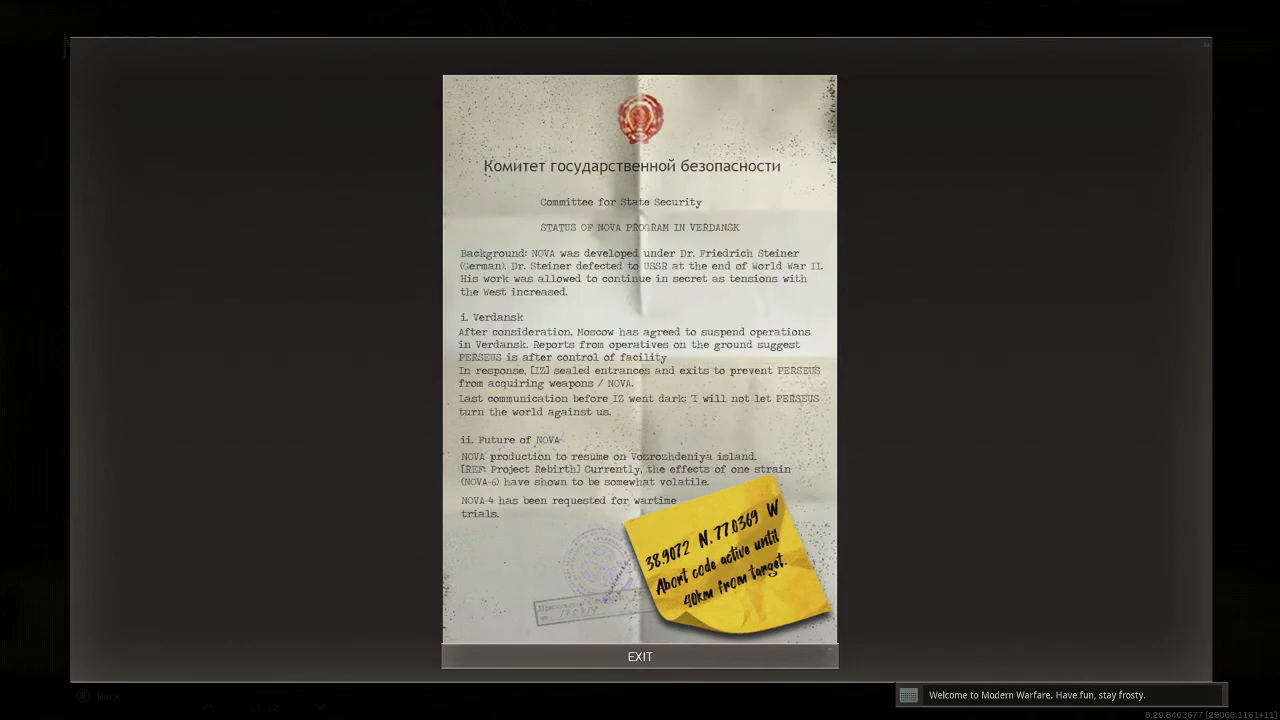 Комитет государственной безопасности
Committee for State Security
STATUS OF NOVA PROGRAM IN VERDANSK
Background: NOVA was developed under Dr. Friedrich Steiner
(German). Dr. Steiner defected to USSR at the end of World War II.
His work was allowed to continue in secret as tensions with
the West increased.
i. Verdansk
After consideration, Moscow has agreed to suspend operations
in Verdansk. Reports from operatives on the ground suggest
PERSEUS is after control of facility
In response, [IZ] sealed entrances and exits to prevent PERSEUS
from acquiring weapons / NOVA.
Last communication before IZ went dark: 'I will not let PERSEUS
turn the world against us.
ii. Future of NOVA
NOVA production to resume on Vozrozhdeniya island.
[REF: Project Rebirth] Currently, the effects of one strain
(NOVA-6) have shown to be somewhat volatile.
NOVA-4 has been requested for wartime
trials.
38.9072 N, 77.0369 W
Abort code active until
40km from target.
EXIT
Back
Welcome to Modern Warfare. Have fun, stay frosty.
8.29.8403677 [29006:1161+11]